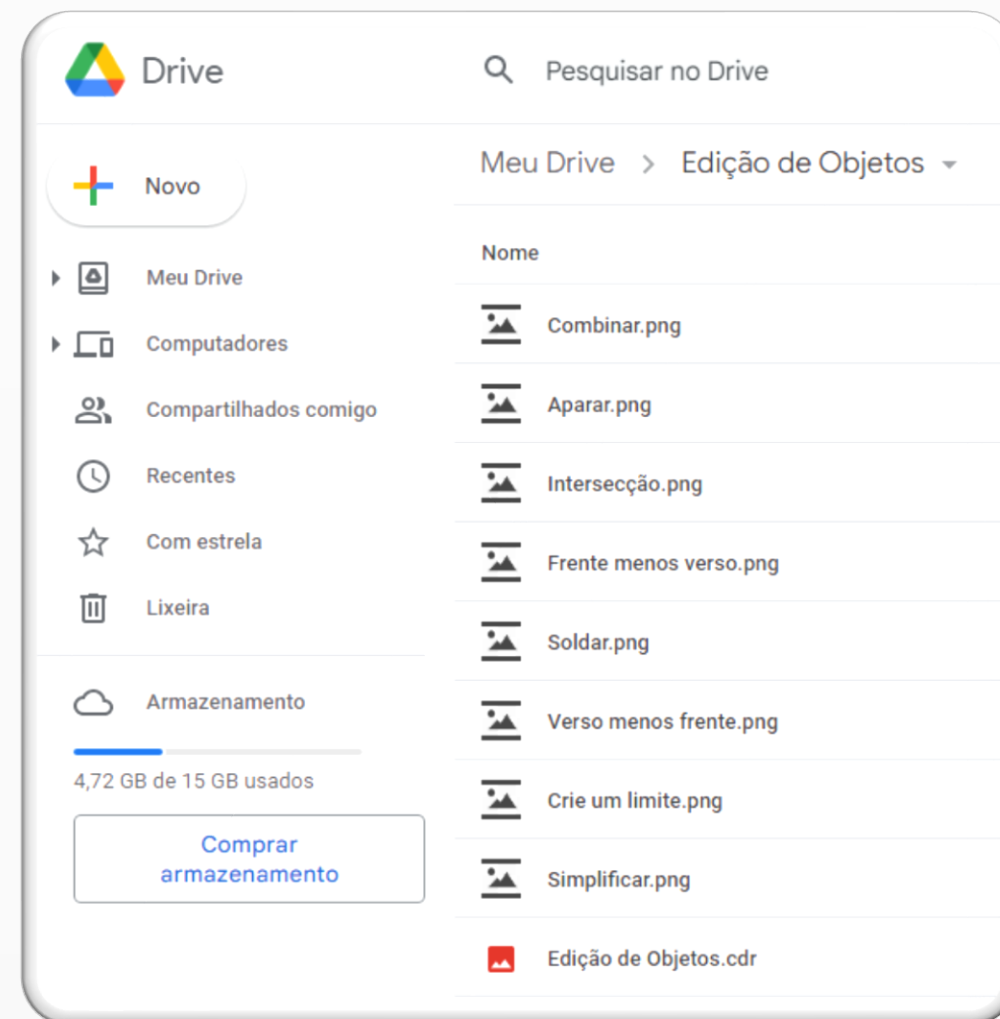 Drive
Pesquisar no Drive
Novo
Meu Drive
Computadores
Compartilhados comigo
Recentes
Com estrela
Lixeira
Armazenamento
4,72 GB de 15 GB usados
Comprar
armazenamento
Meu Drive > Edição de Objetos
Nome
Combinar.png
Aparar.png
Intersecção.png
Frente menos verso.png
Soldar.png
Verso menos frente.png
Crie um limite.png
Simplificar.png
Edição de Objetos.cdr